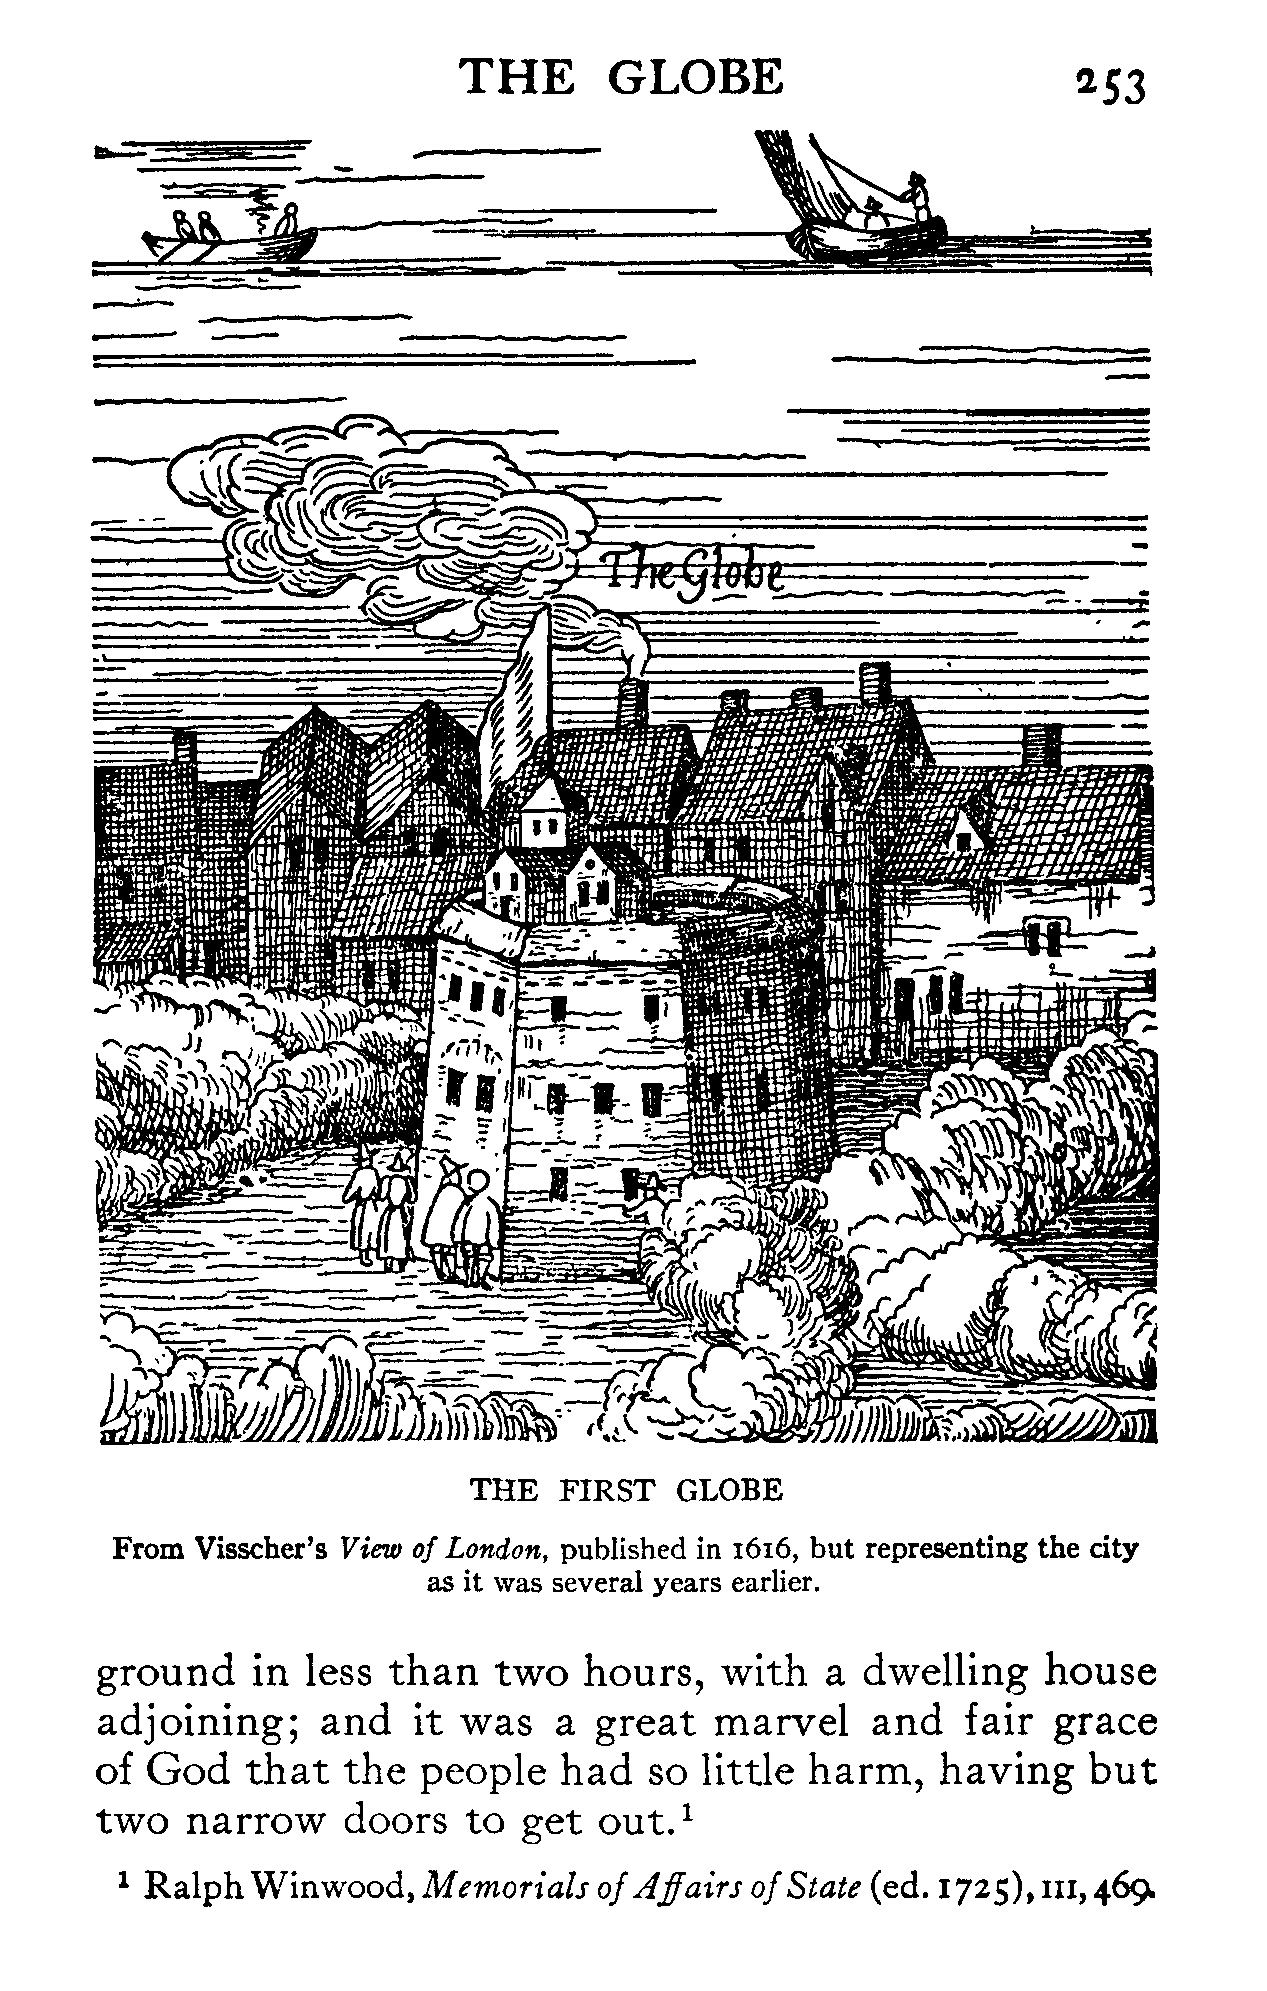 THE GLOBE 253
The Globe
THE FIRST GLOBE
From Visscher's View of London, published in 1616, but representing the city
as it was several years earlier.
ground in less than two hours, with a dwelling house
adjoining; and it was a great marvel and fair grace
of God that the people had so little harm, having but
two narrow doors to get out.¹
¹ Ralph Winwood, Memorials of Affairs of State (ed. 1725), III, 469.